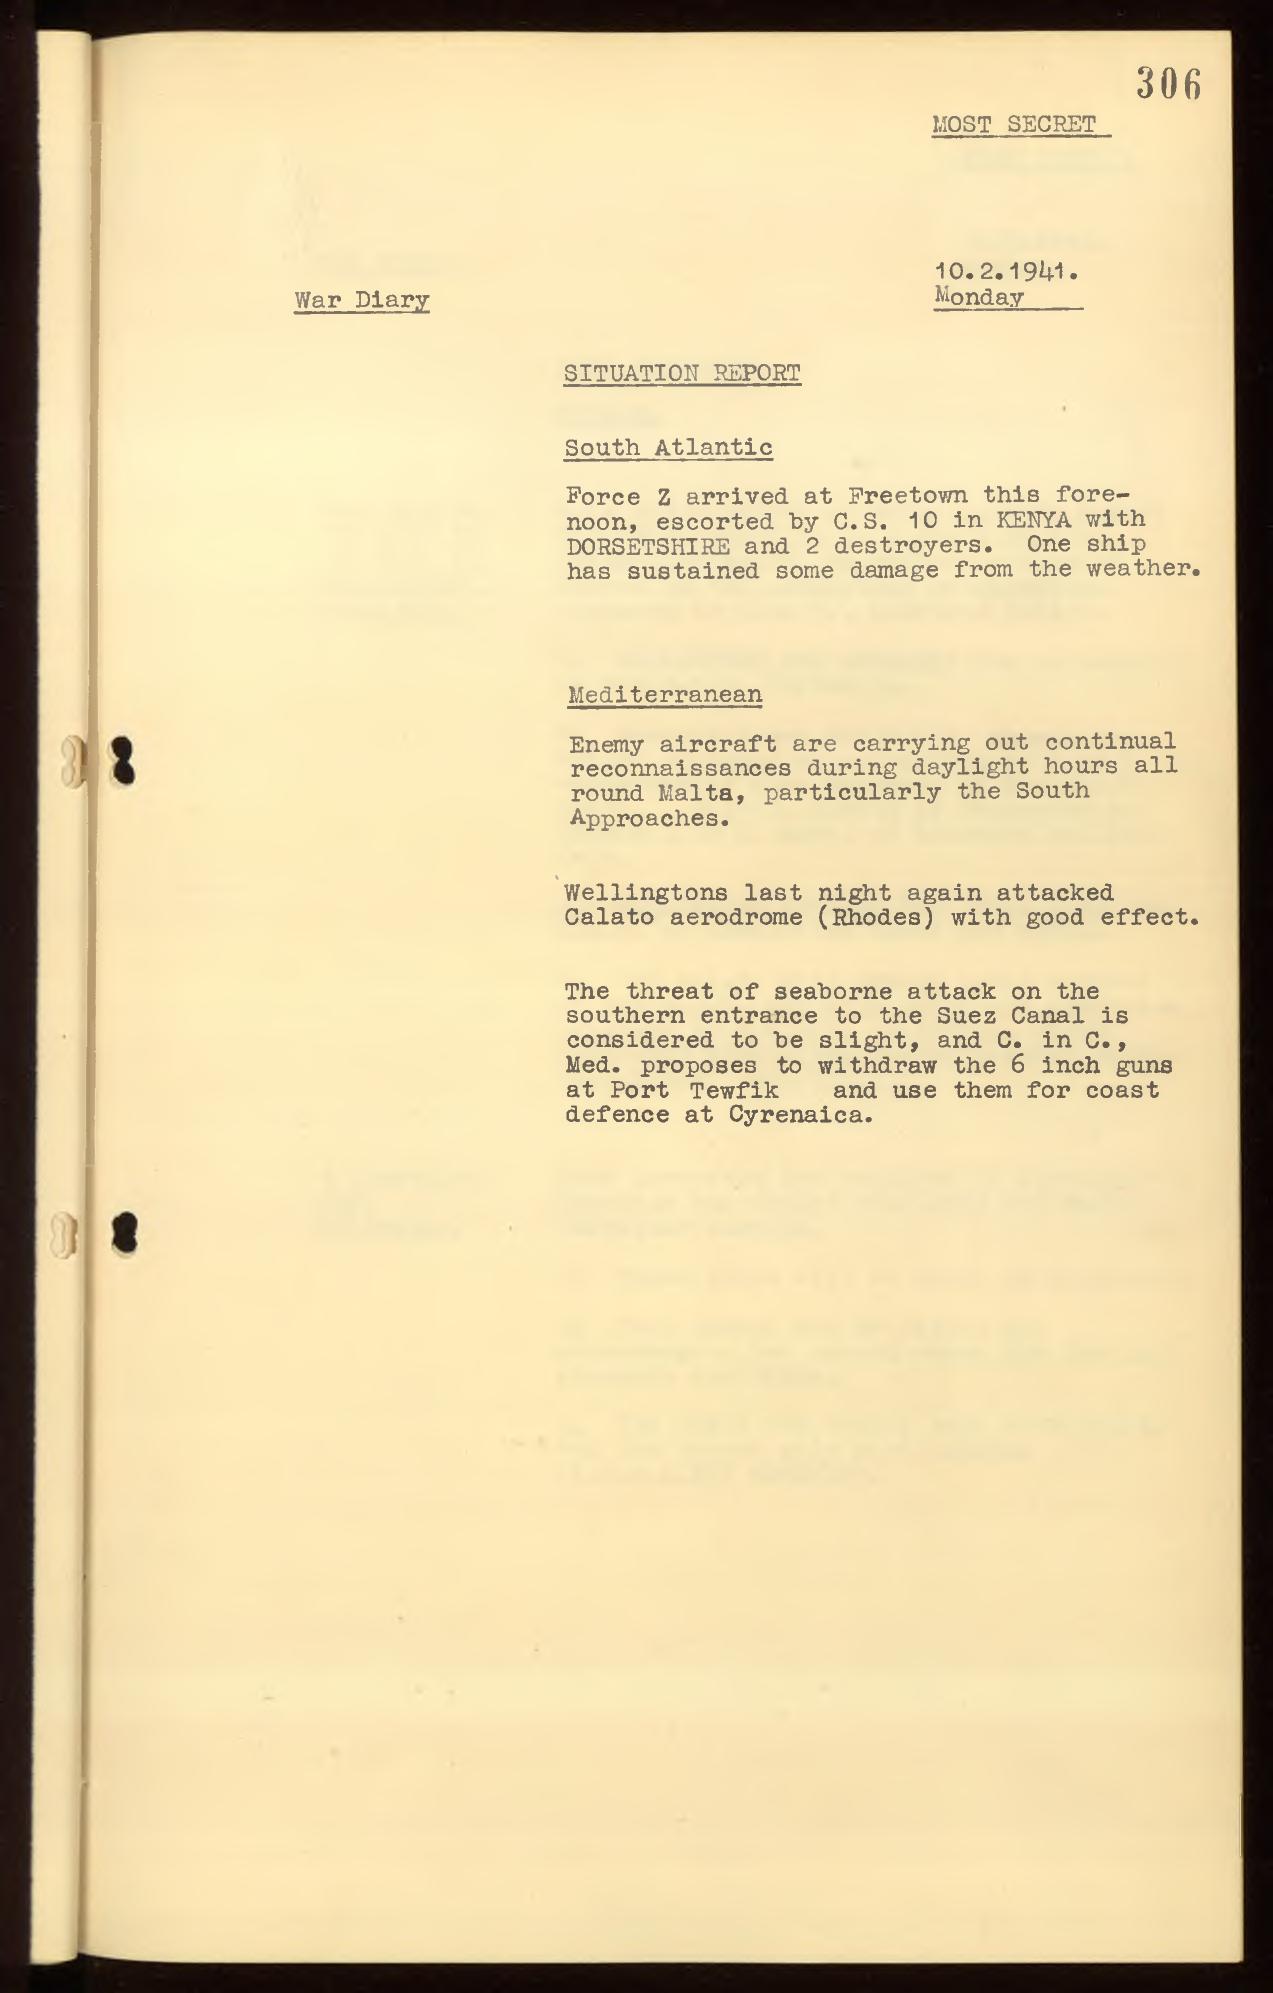 306
MOST SECRET
10.2.1941.
War Diary
Monday
SITUATION REPORT
South Atlantic
Force Z arrived at Freetown this fore-
noon, escorted by C.S. 10 in KENYA with
DORSETSHIRE and 2 destroyers. One ship
has sustained some damage from the weather.
Mediterranean
Enemy aircraft are carrying out continual
reconnaissances during daylight hours all
round Malta, particularly the South
Approaches.
Wellingtons last night again attacked
Calato aerodrome (Rhodes) with good effect.
The threat of seaborne attack on the
southern entrance to the Suez Canal is
considered to be slight, and C. in C.,
Med. proposes to withdraw the 6 inch guns
at Port Tewfik and use them for coast
defence at Cyrenaica.